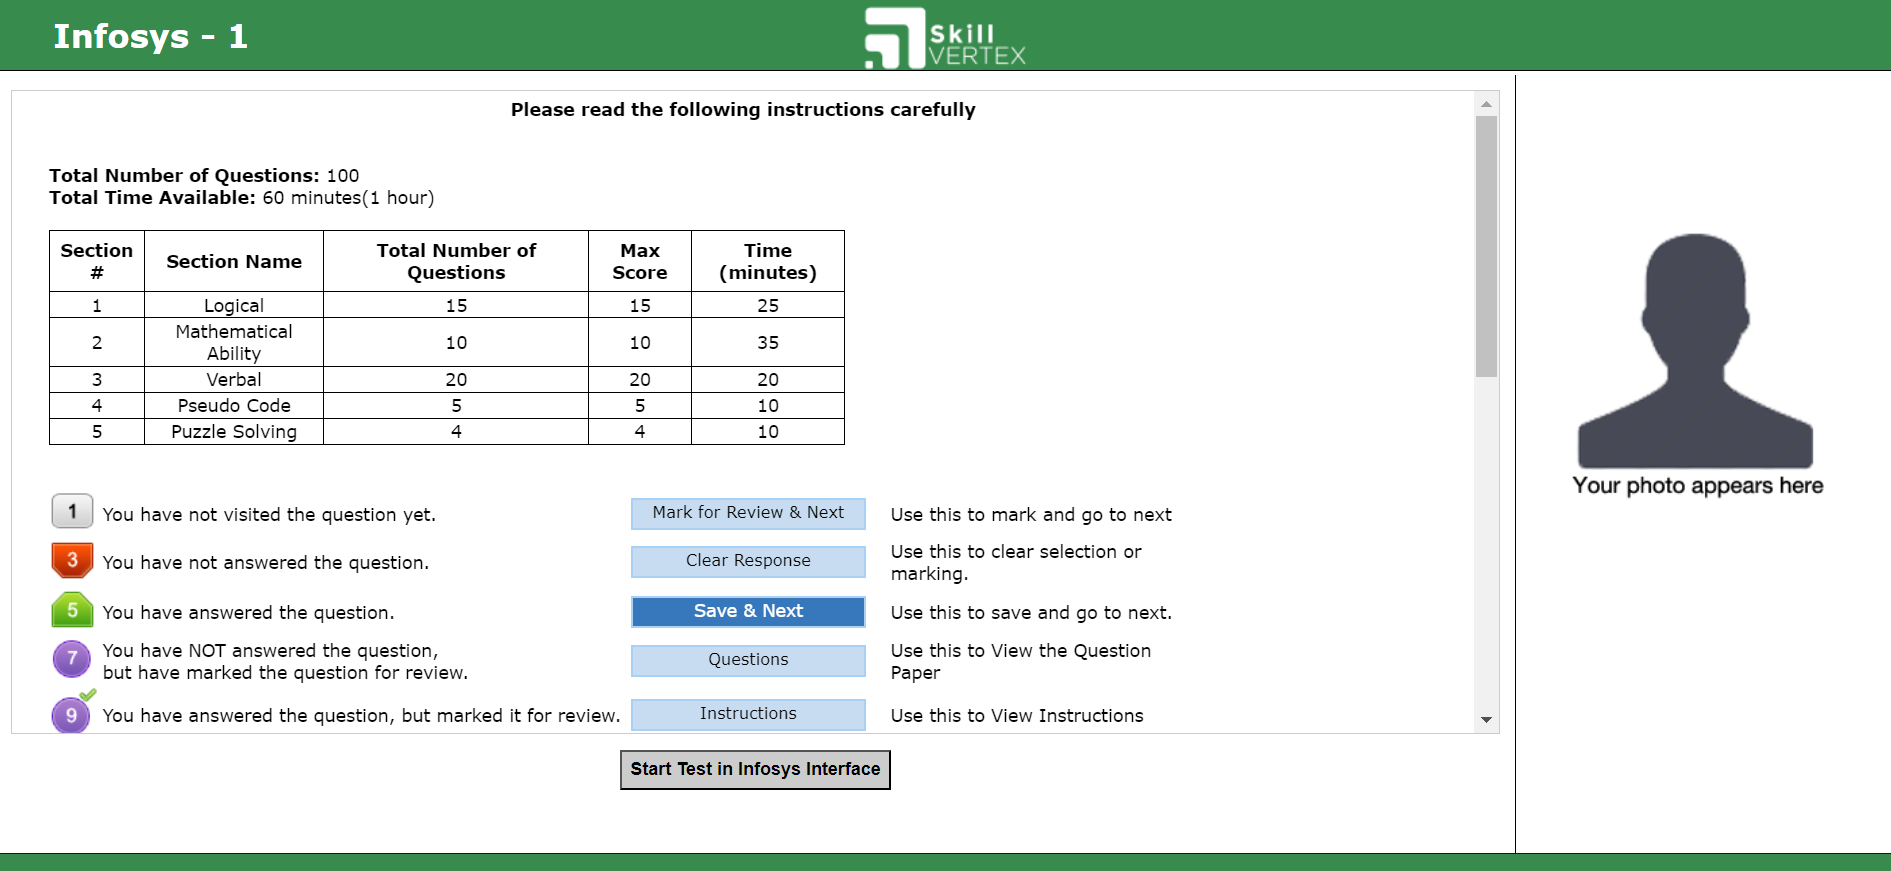 Infosys - 1
Skill
VERTEX
Please read the following instructions carefully
Total Number of Questions: 100
Total Time Available: 60 minutes(1 hour)
Section # Section Name Total Number of Questions Max Score Time (minutes)
1 Logical 15 15 25
2 Mathematical Ability 10 10 35
3 Verbal 20 20 20
4 Pseudo Code 5 5 10
5 Puzzle Solving 4 4 10
1 You have not visited the question yet. Mark for Review & Next Use this to mark and go to next
3 You have not answered the question. Clear Response Use this to clear selection or marking.
5 You have answered the question. Save & Next Use this to save and go to next.
7 You have NOT answered the question, but have marked the question for review. Questions Use this to View the Question Paper
9 You have answered the question, but marked it for review. Instructions Use this to View Instructions
Start Test in Infosys Interface
Your photo appears here